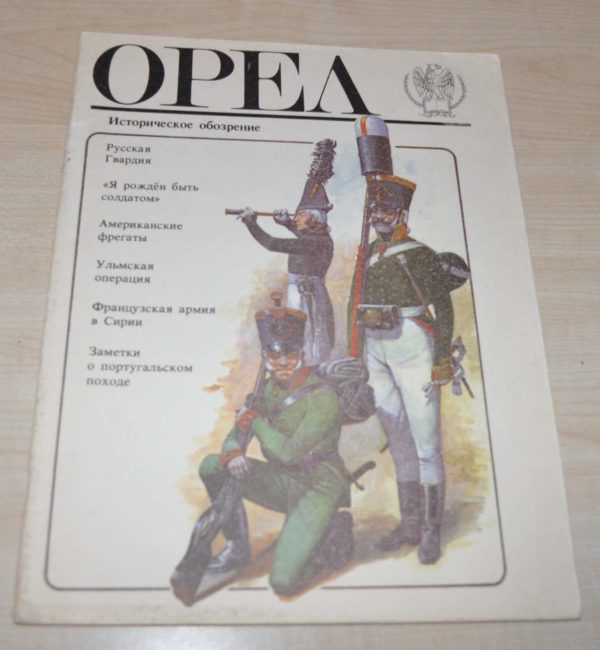 ОРЕЛ
Историческое обозрение
Русская
Гвардия
«Я рождён быть
солдатом»
Американские
фрегаты
Ульмская
операция
Французская армия
в Сирии
Заметки
о португальском
походе